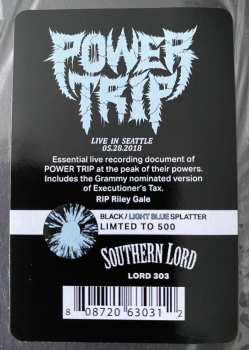 POWER
TRIP
LIVE IN SEATTLE
05.28.2018
Essential live recording document of
POWER TRIP at the peak of their powers.
Includes the Grammy nominated version
of Executioner's Tax.
RIP Riley Gale
BLACK / LIGHT BLUE SPLATTER
LIMTED TO 500
SOUTHERN LORD
LORD 303
8 08720 63031 2